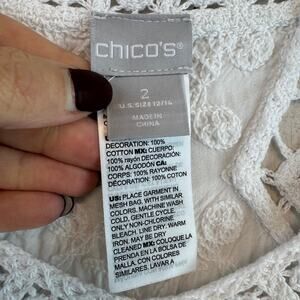 chico's®
2
U.S. SIZE 12/14
MADE IN
CHINA
DECORATION: 100%
COTTON MX: CUERPO:
100% rayón DECORACIÓN:
100% ALGODÓN CA:
CORPS: 100% RAYONNE
DÉCORATION: 100% COTON
US: PLACE GARMENT IN
MESH BAG. WITH SIMILAR
COLORS. MACHINE WASH
COLD, GENTLE CYCLE.
ONLY NON-CHLORINE
BLEACH. LINE DRY. WARM
IRON, MAY BE DRY
CLEANED MX: COLOQUE LA
PRENDA EN LA BOLSA DE
MALLA. CON COLORES
SIMILARES. LAVAR A